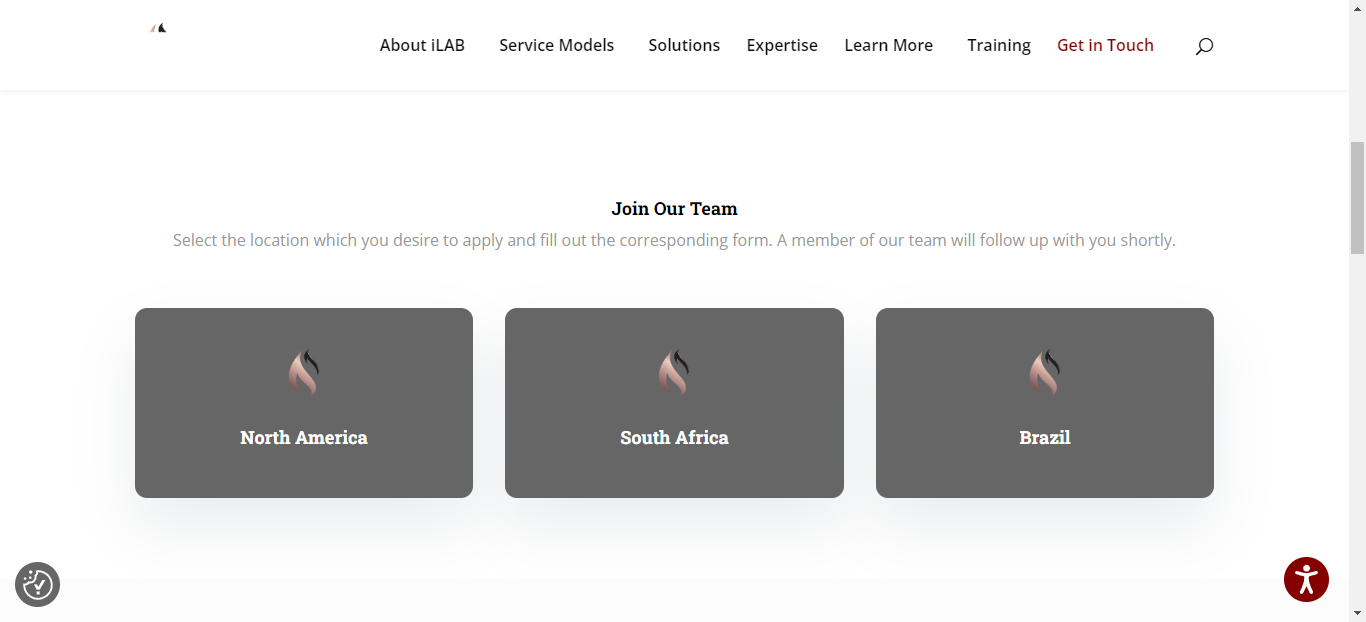 About iLAB Service Models Solutions Expertise Learn More Training Get in Touch
Join Our Team
Select the location which you desire to apply and fill out the corresponding form. A member of our team will follow up with you shortly.
North America South Africa Brazil